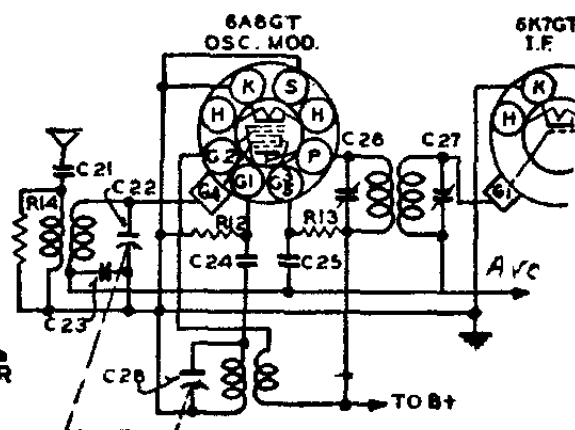 6A8GT
OSC. MOD.
6K7GT
I.F.
K
S
H
H
G2
P
G4
G1
G3
K
H
G1
C26
C27
C21
C22
R14
R12
R13
C24
C25
C23
AVC
C28
TO B+
R